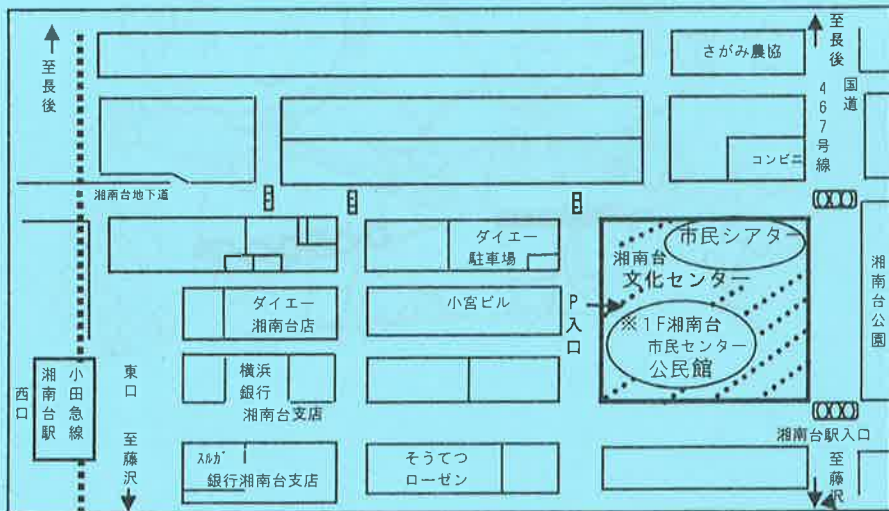 至長後
さがみ農協
至長後
国道
467号線
コンビニ
湘南台地下道
ダイエー
駐車場
市民シアター
湘南台
文化センター
湘南台公園
ダイエー
湘南台店
小宮ビル
P入口
※1F湘南台
市民センター
公民館
西口
湘南台駅
小田急線
東口
横浜
銀行
湘南台支店
湘南台駅入口
至藤沢
スルガ
銀行湘南台支店
そうてつ
ローゼン
至藤沢